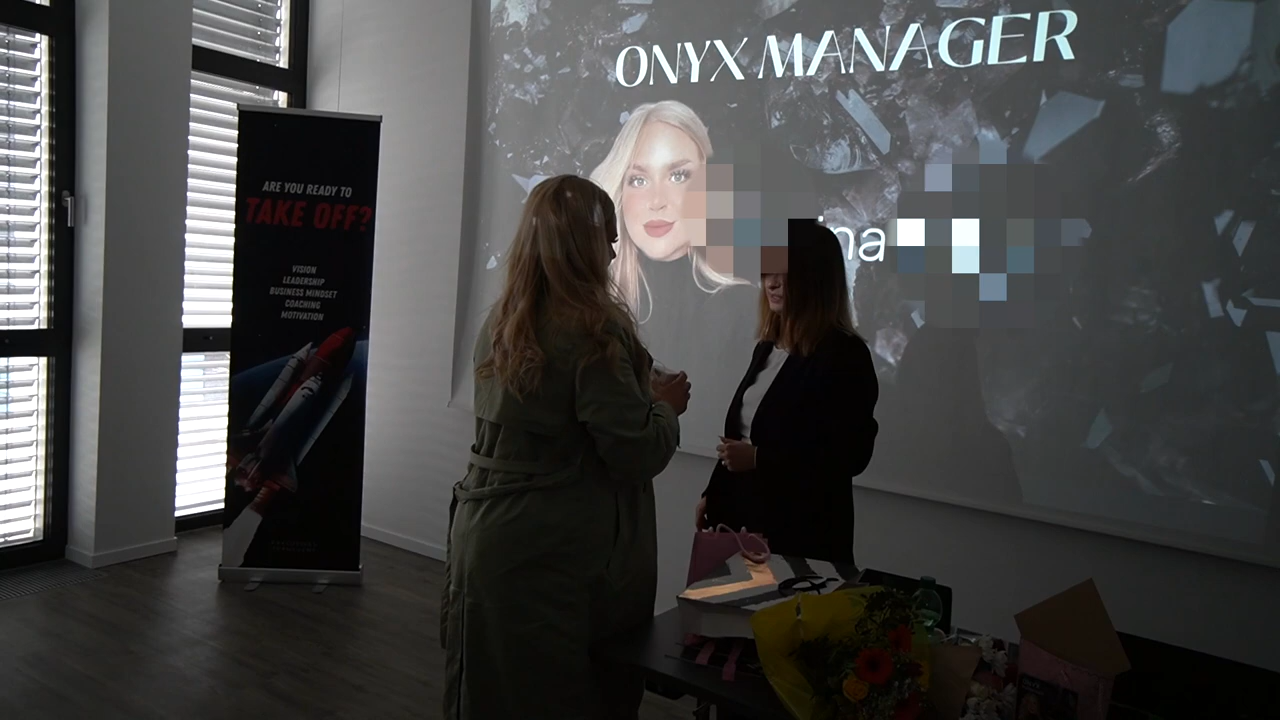 ONYX MANAGER
ina
ARE YOU READY TO
TAKE OFF?
VISION
LEADERSHIP
BUSINESS MINDSET
COACHING
MOTIVATION